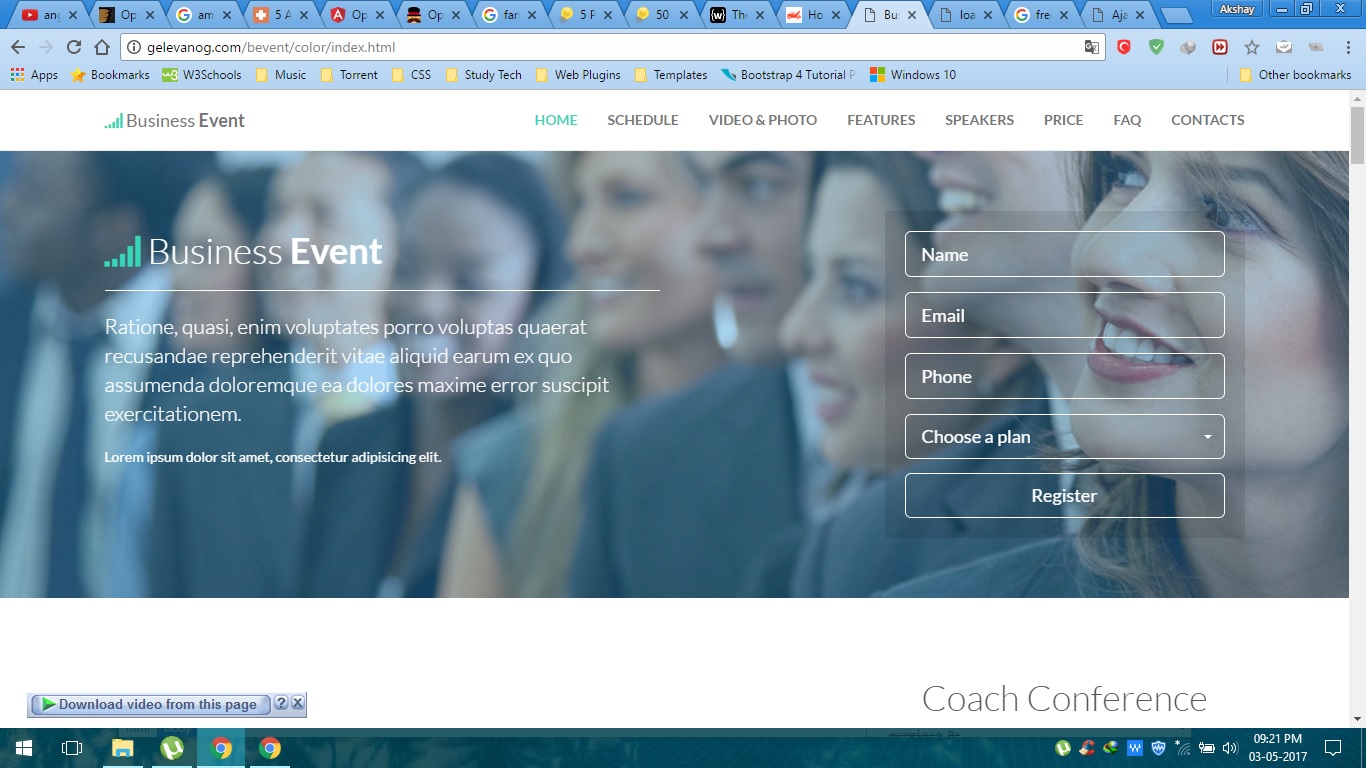 ang
Op
am
5 A
Op
Op
fan
5 P
50
The
Ho
Bus
loa
fre
Aja
Akshay
gelevanog.com/bevent/color/index.html
Apps
Bookmarks
W3Schools
Music
Torrent
CSS
Study Tech
Web Plugins
Templates
Bootstrap 4 Tutorial P
Windows 10
Other bookmarks
Business Event
HOME
SCHEDULE
VIDEO & PHOTO
FEATURES
SPEAKERS
PRICE
FAQ
CONTACTS
Business Event
Ratione, quasi, enim voluptates porro voluptas quaerat
recusandae reprehenderit vitae aliquid earum ex quo
assumenda doloremque ea dolores maxime error suscipit
exercitationem.
Lorem ipsum dolor sit amet, consectetur adipisicing elit.
Name
Email
Phone
Choose a plan
Register
Coach Conference
Download video from this page
html body
09:21 PM
03-05-2017